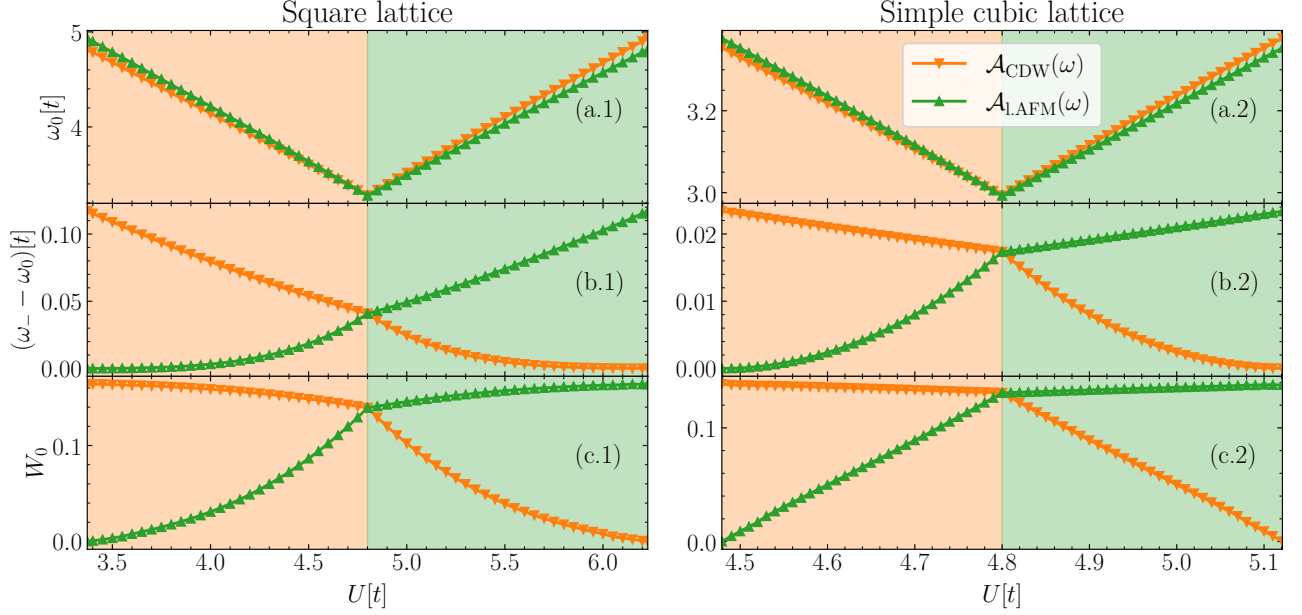 Square lattice
Simple cubic lattice
5
4
ω₀[t]
(a.1)
3.2
3.0
(a.2)
𝒜CDW(ω)
𝒜l.AFM(ω)
0.10
0.05
0.00
(ω₋ − ω₀)[t]
(b.1)
0.02
0.01
0.00
(b.2)
0.1
0.0
W₀
(c.1)
0.1
0.0
(c.2)
3.5 4.0 4.5 5.0 5.5 6.0
U[t]
4.5 4.6 4.7 4.8 4.9 5.0 5.1
U[t]